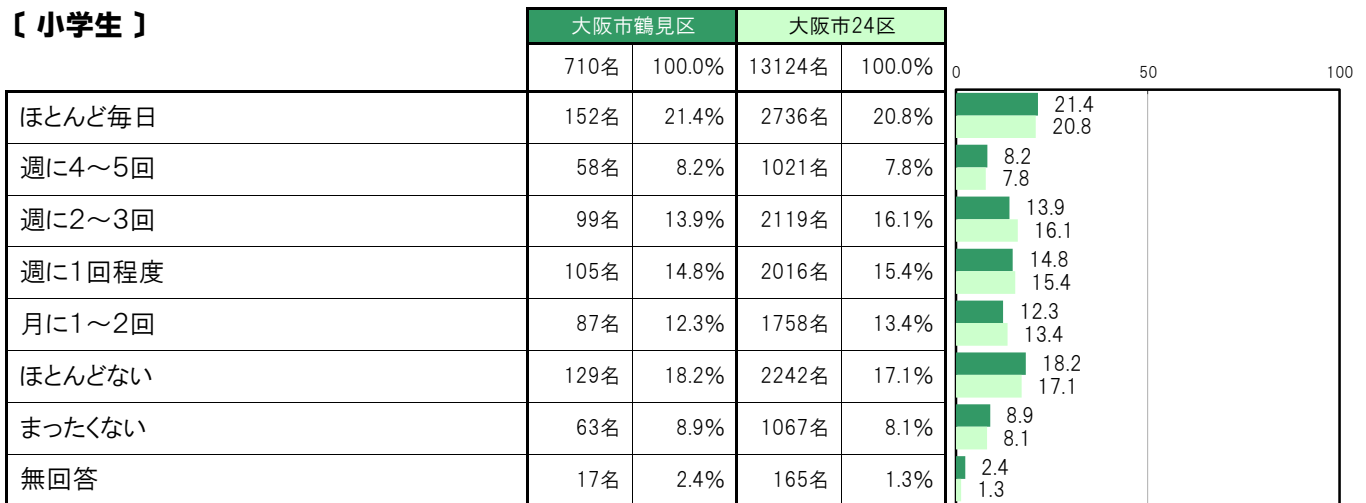 〔 小学生 〕
大阪市鶴見区 大阪市24区
710名 100.0% 13124名 100.0% 0 50 100
ほとんど毎日 152名 21.4% 2736名 20.8% 21.4
20.8
週に4～5回 58名 8.2% 1021名 7.8% 8.2
7.8
週に2～3回 99名 13.9% 2119名 16.1% 13.9
16.1
週に1回程度 105名 14.8% 2016名 15.4% 14.8
15.4
月に1～2回 87名 12.3% 1758名 13.4% 12.3
13.4
ほとんどない 129名 18.2% 2242名 17.1% 18.2
17.1
まったくない 63名 8.9% 1067名 8.1% 8.9
8.1
無回答 17名 2.4% 165名 1.3% 2.4
1.3